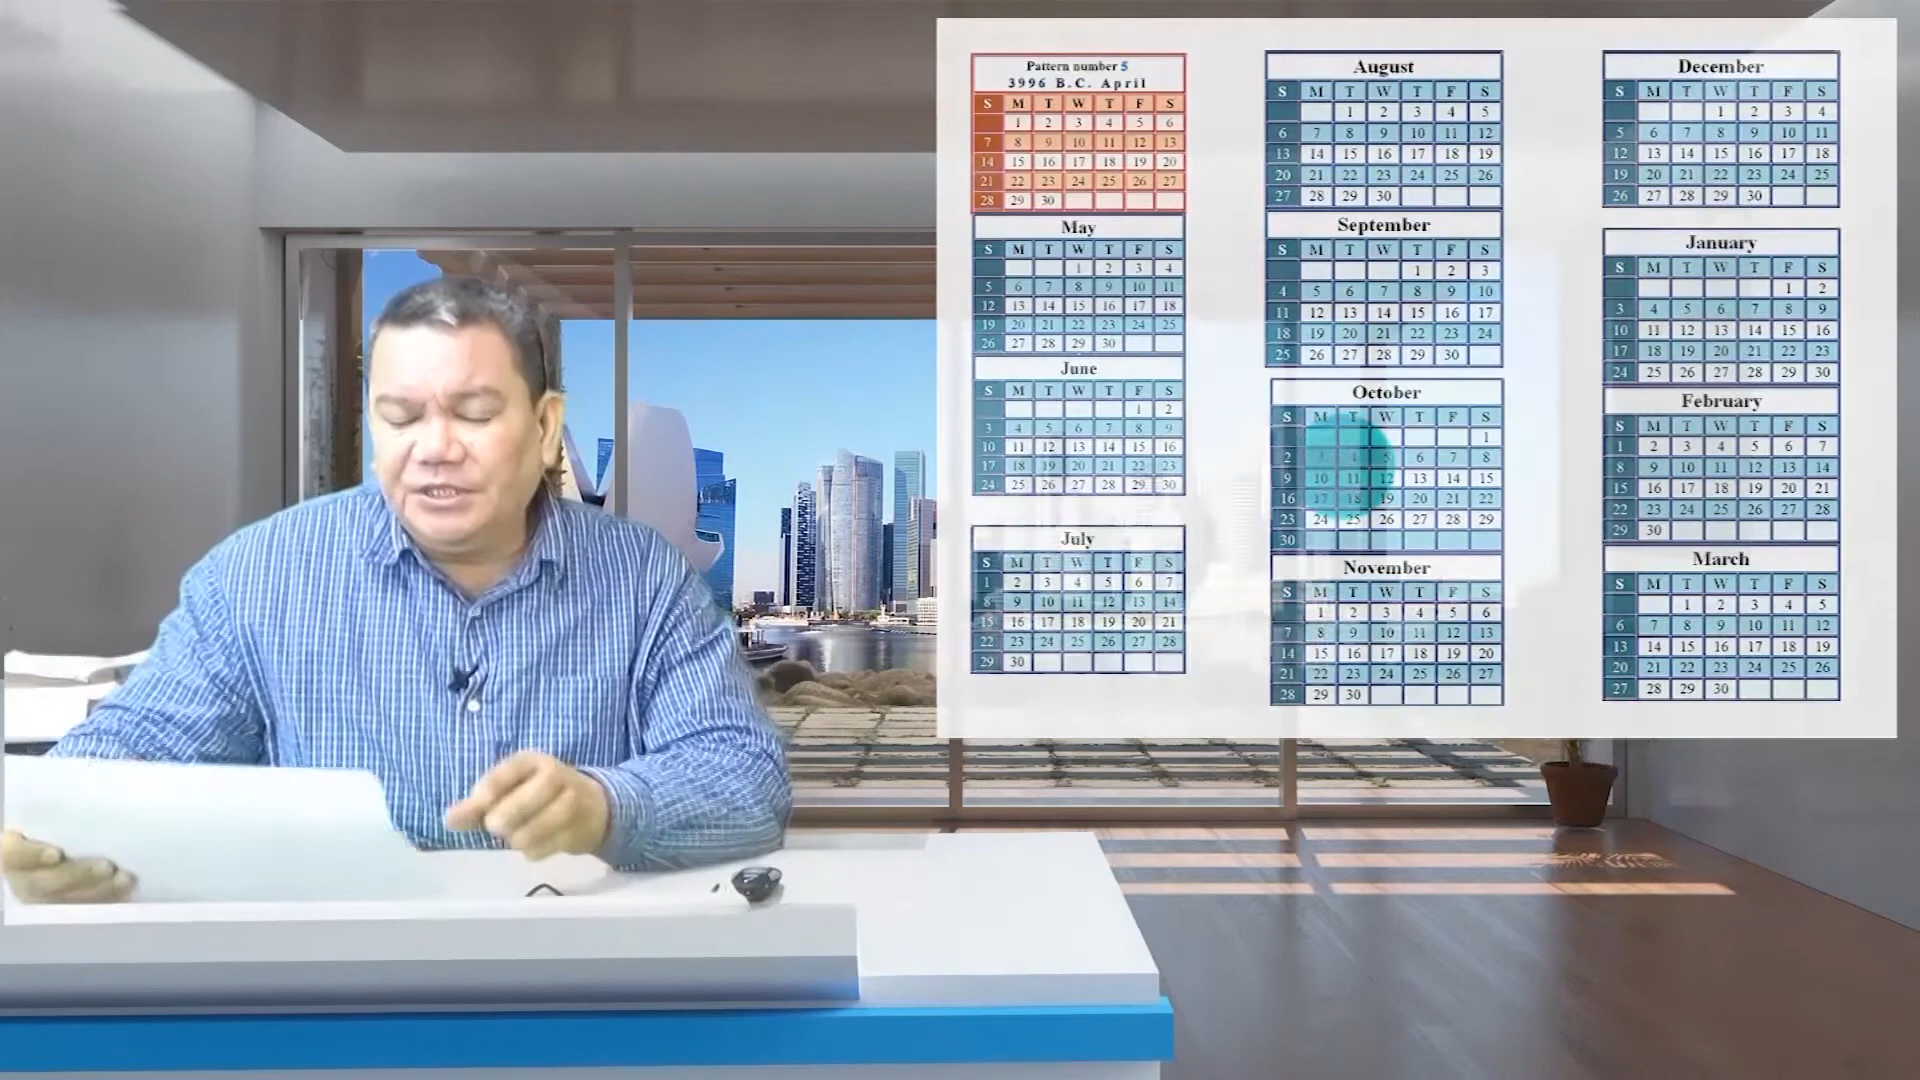 Pattern number 5
3996 B.C. April
S M T W T F S
1 2 3 4 5 6
7 8 9 10 11 12 13
14 15 16 17 18 19 20
21 22 23 24 25 26 27
28 29 30
May
S M T W T F S
1 2 3 4
5 6 7 8 9 10 11
12 13 14 15 16 17 18
19 20 21 22 23 24 25
26 27 28 29 30
June
S M T W T F S
1 2
3 4 5 6 7 8 9
10 11 12 13 14 15 16
17 18 19 20 21 22 23
24 25 26 27 28 29 30
July
S M T W T F S
1 2 3 4 5 6 7
8 9 10 11 12 13 14
15 16 17 18 19 20 21
22 23 24 25 26 27 28
29 30
August
S M T W T F S
1 2 3 4 5
6 7 8 9 10 11 12
13 14 15 16 17 18 19
20 21 22 23 24 25 26
27 28 29 30
September
S M T W T F S
1 2 3
4 5 6 7 8 9 10
11 12 13 14 15 16 17
18 19 20 21 22 23 24
25 26 27 28 29 30
October
S M T W T F S
1
2 3 4 5 6 7 8
9 10 11 12 13 14 15
16 17 18 19 20 21 22
23 24 25 26 27 28 29
30
November
S M T W T F S
1 2 3 4 5 6
7 8 9 10 11 12 13
14 15 16 17 18 19 20
21 22 23 24 25 26 27
28 29 30
December
S M T W T F S
1 2 3 4
5 6 7 8 9 10 11
12 13 14 15 16 17 18
19 20 21 22 23 24 25
26 27 28 29 30
January
S M T W T F S
1 2
3 4 5 6 7 8 9
10 11 12 13 14 15 16
17 18 19 20 21 22 23
24 25 26 27 28 29 30
February
S M T W T F S
1 2 3 4 5 6 7
8 9 10 11 12 13 14
15 16 17 18 19 20 21
22 23 24 25 26 27 28
29 30
March
S M T W T F S
1 2 3 4 5
6 7 8 9 10 11 12
13 14 15 16 17 18 19
20 21 22 23 24 25 26
27 28 29 30